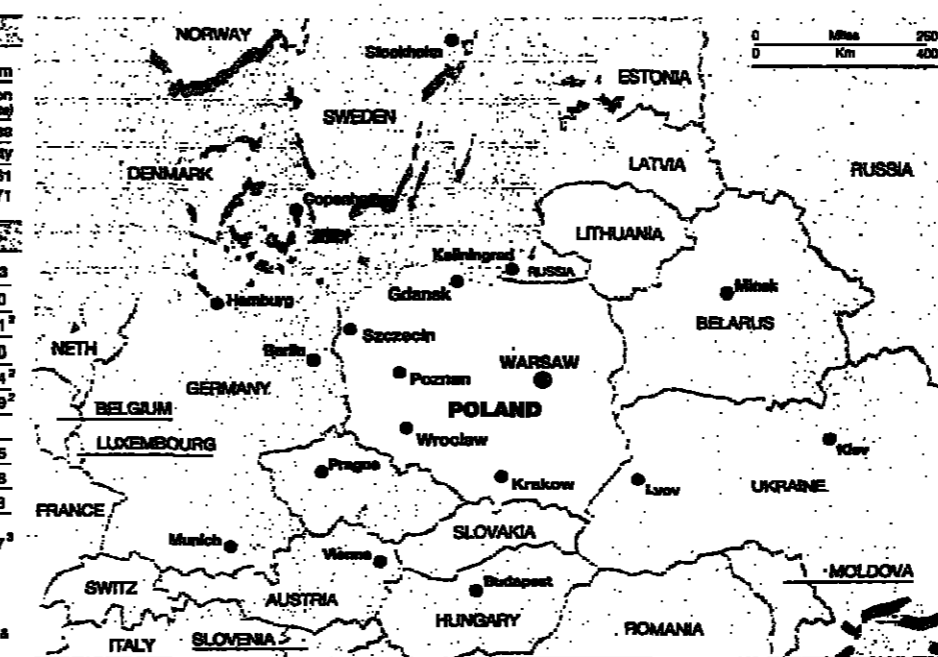 NORWAY
Stockholm
0 Miles 250
0 Km 400
ESTONIA
SWEDEN
LATVIA
RUSSIA
DENMARK
Copenhagen
LITHUANIA
Kaliningrad
RUSSIA
Gdansk
Minsk
Hamburg
BELARUS
Szczecin
NETH
Berlin
WARSAW
Poznan
GERMANY
POLAND
BELGIUM
Wroclaw
LUXEMBOURG
Kiev
Prague
Krakow
Lvov
UKRAINE
FRANCE
SLOVAKIA
Munich
Vienna
MOLDOVA
SWITZ
Budapest
AUSTRIA
HUNGARY
ROMANIA
ITALY
SLOVENIA